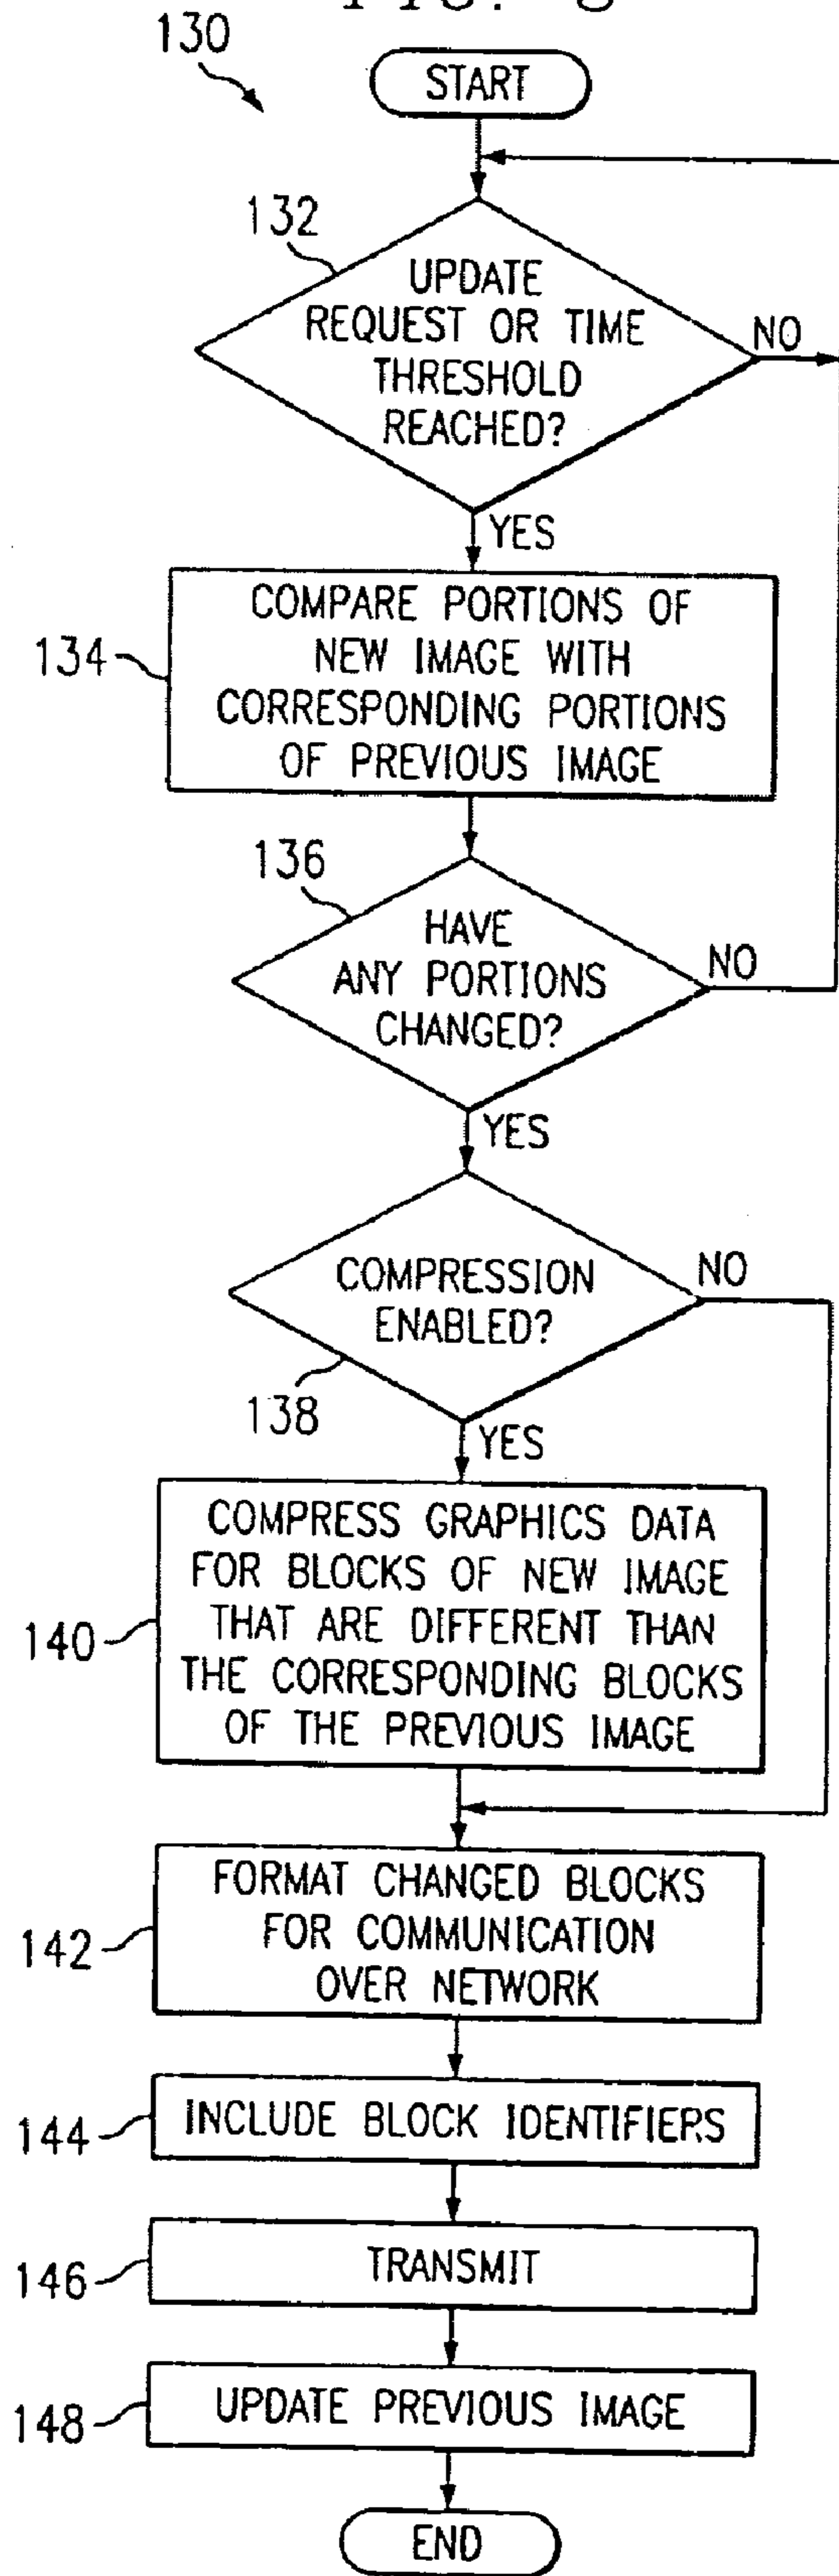 130
START
132
UPDATE
REQUEST OR TIME
THRESHOLD
REACHED?
NO
YES
134
COMPARE PORTIONS OF
NEW IMAGE WITH
CORRESPONDING PORTIONS
OF PREVIOUS IMAGE
136
HAVE
ANY PORTIONS
CHANGED?
NO
YES
COMPRESSION
ENABLED?
NO
138
YES
140
COMPRESS GRAPHICS DATA
FOR BLOCKS OF NEW IMAGE
THAT ARE DIFFERENT THAN
THE CORRESPONDING BLOCKS
OF THE PREVIOUS IMAGE
142
FORMAT CHANGED BLOCKS
FOR COMMUNICATION
OVER NETWORK
144
INCLUDE BLOCK IDENTIFIERS
146
TRANSMIT
148
UPDATE PREVIOUS IMAGE
END